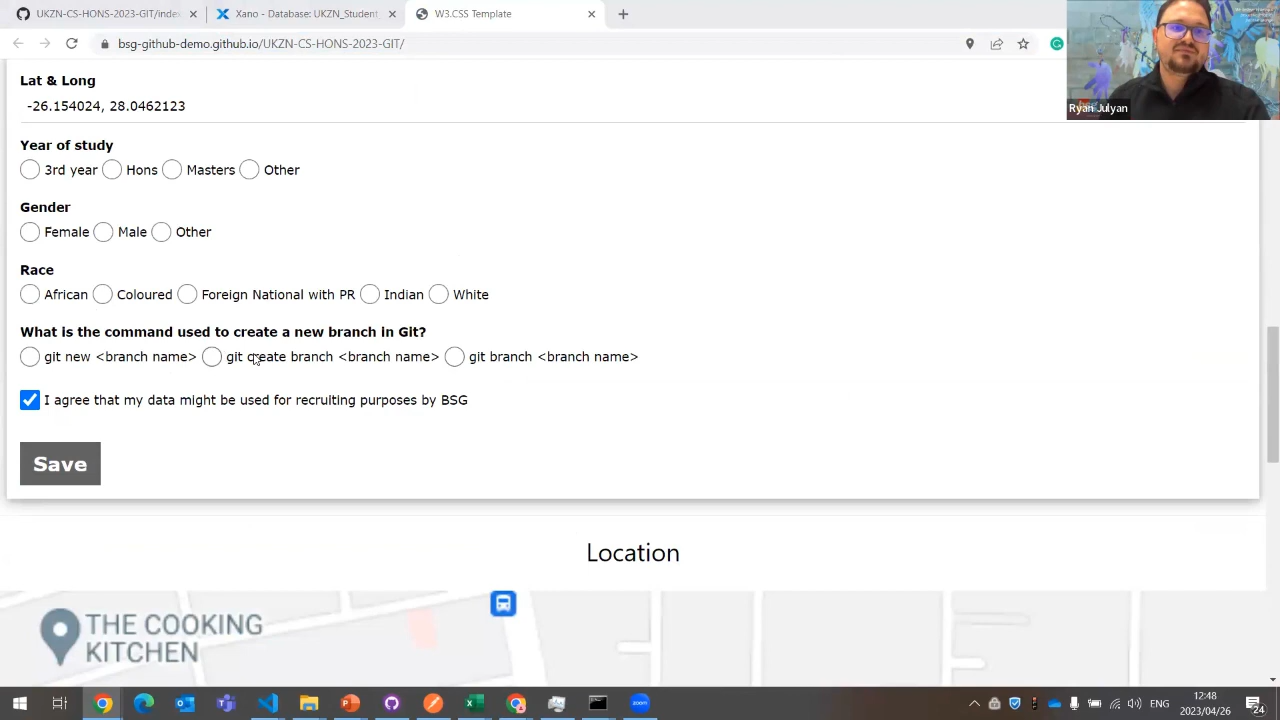 UKZN-CS-HONS-2023-GIT/inde
Xano - Database: UKZN_Student
W3.CSS Template
bsg-github-demo.github.io/UKZN-CS-HONS-2023-GIT/
Ryan Julyan
Lat & Long
-26.154024, 28.0462123
Year of study
3rd year Hons Masters Other
Gender
Female Male Other
Race
African Coloured Foreign National with PR Indian White
What is the command used to create a new branch in Git?
git new <branch name> git create branch <branch name> git branch <branch name>
I agree that my data might be used for recruiting purposes by BSG
Save
Location
THE COOKING
KITCHEN
zoom
ENG
12:48
2023/04/26
24